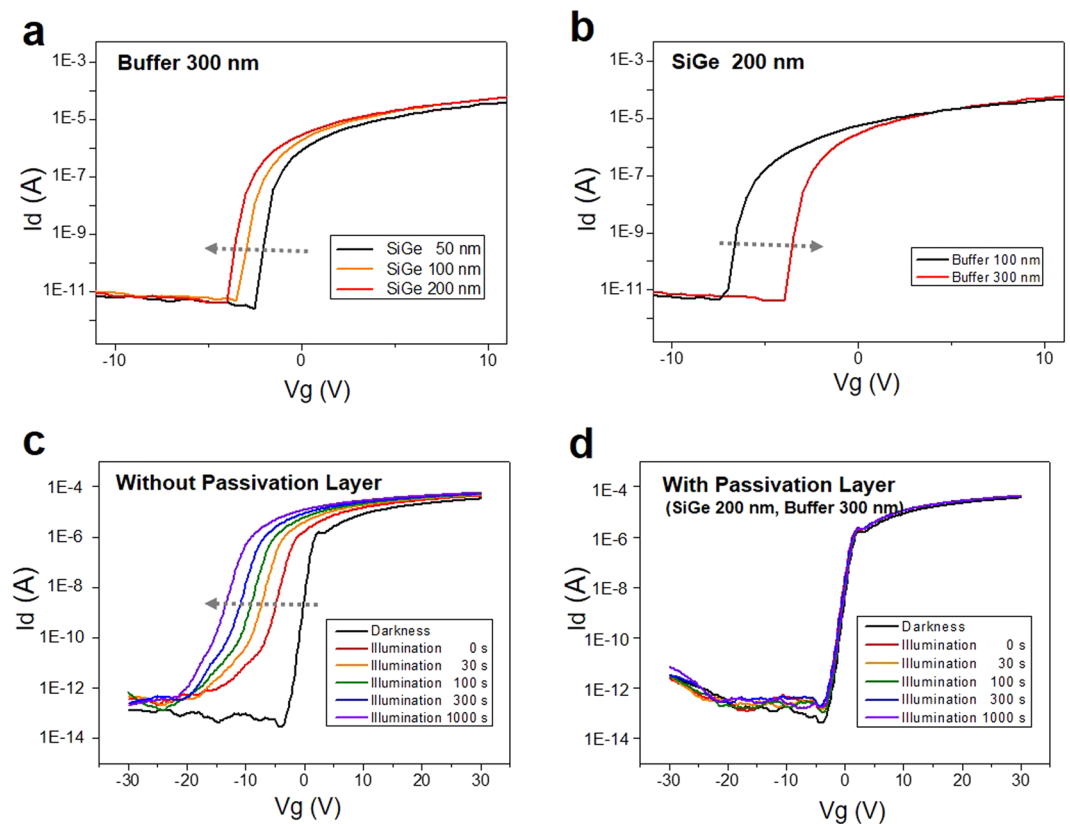 a
Buffer 300 nm
1E-3
1E-5
1E-7
1E-9
1E-11
Id (A)
SiGe 50 nm
SiGe 100 nm
SiGe 200 nm
-10 0 10
Vg (V)
b
SiGe 200 nm
1E-3
1E-5
1E-7
1E-9
1E-11
Id (A)
Buffer 100 nm
Buffer 300 nm
-10 0 10
Vg (V)
c
Without Passivation Layer
1E-4
1E-6
1E-8
1E-10
1E-12
1E-14
Id (A)
Darkness
Illumination 0 s
Illumination 30 s
Illumination 100 s
Illumination 300 s
Illumination 1000 s
-30 -20 -10 0 10 20 30
Vg (V)
d
With Passivation Layer
(SiGe 200 nm, Buffer 300 nm)
1E-4
1E-6
1E-8
1E-10
1E-12
1E-14
Id (A)
Darkness
Illumination 0 s
Illumination 30 s
Illumination 100 s
Illumination 300 s
Illumination 1000 s
-30 -20 -10 0 10 20 30
Vg (V)